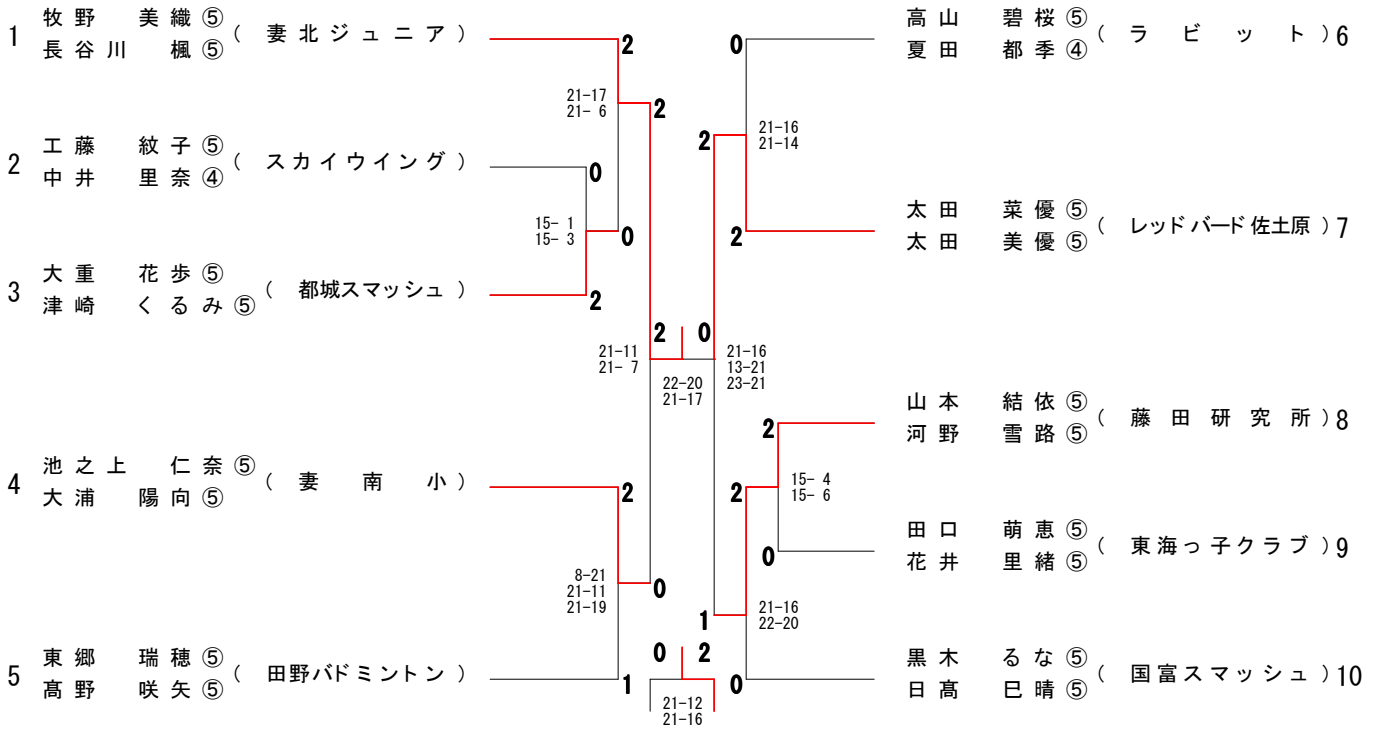 1 牧野 美織⑤ ( 妻北ジュニア )
長谷川 楓⑤
2 工藤 紋子⑤ ( スカイウイング )
中井 里奈④
3 大重 花歩⑤ ( 都城スマッシュ )
津崎 くるみ⑤
4 池之上 仁奈⑤ ( 妻南小 )
大浦 陽向⑤
5 東郷 瑞穂⑤ ( 田野バドミントン )
髙野 咲矢⑤
2
21-17
21- 6
2
0
15- 1
15- 3
0
2
21-11
21- 7
2
2
8-21
21-11
21-19
0
1
22-20
21-17
0 2
21-12
21-16
0
2
21-16
21-14
2
0
21-16
13-21
23-21
2
2
15- 4
15- 6
0
1
21-16
22-20
0
高山 碧桜⑤ ( ラビット ) 6
夏田 都季④
太田 菜優⑤ ( レッドバード佐土原 ) 7
太田 美優⑤
山本 結依⑤ ( 藤田研究所 ) 8
河野 雪路⑤
田口 萌恵⑤ ( 東海っ子クラブ ) 9
花井 里緒⑤
黒木 るな⑤ ( 国富スマッシュ ) 10
日髙 巳晴⑤